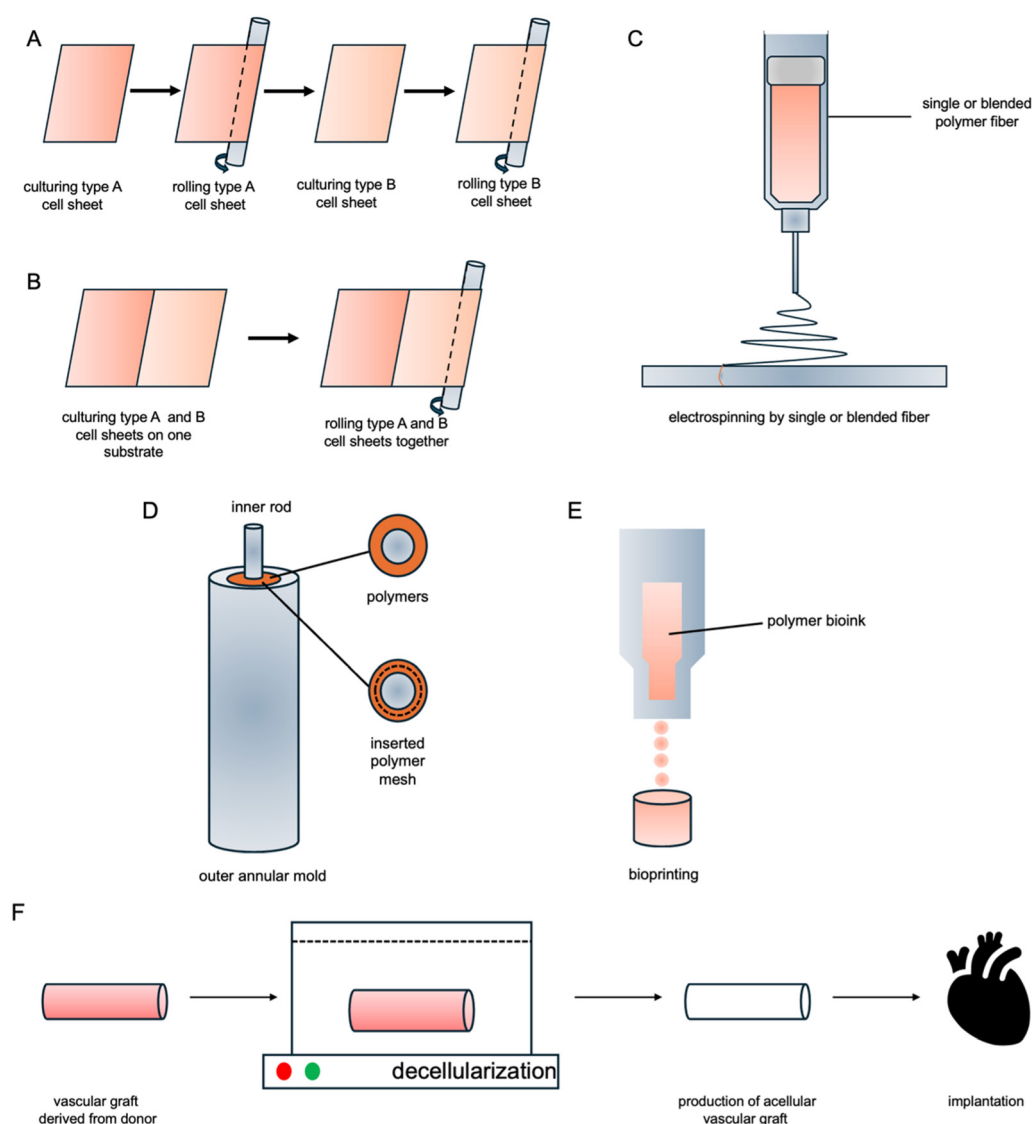 A
culturing type A
cell sheet
rolling type A
cell sheet
culturing type B
cell sheet
rolling type B
cell sheet
B
culturing type A and B
cell sheets on one
substrate
rolling type A and B
cell sheets together
C
single or blended
polymer fiber
electrospinning by single or blended fiber
D
inner rod
polymers
inserted
polymer
mesh
outer annular mold
E
polymer bioink
bioprinting
F
vascular graft
derived from donor
decellularization
production of acellular
vascular graft
implantation